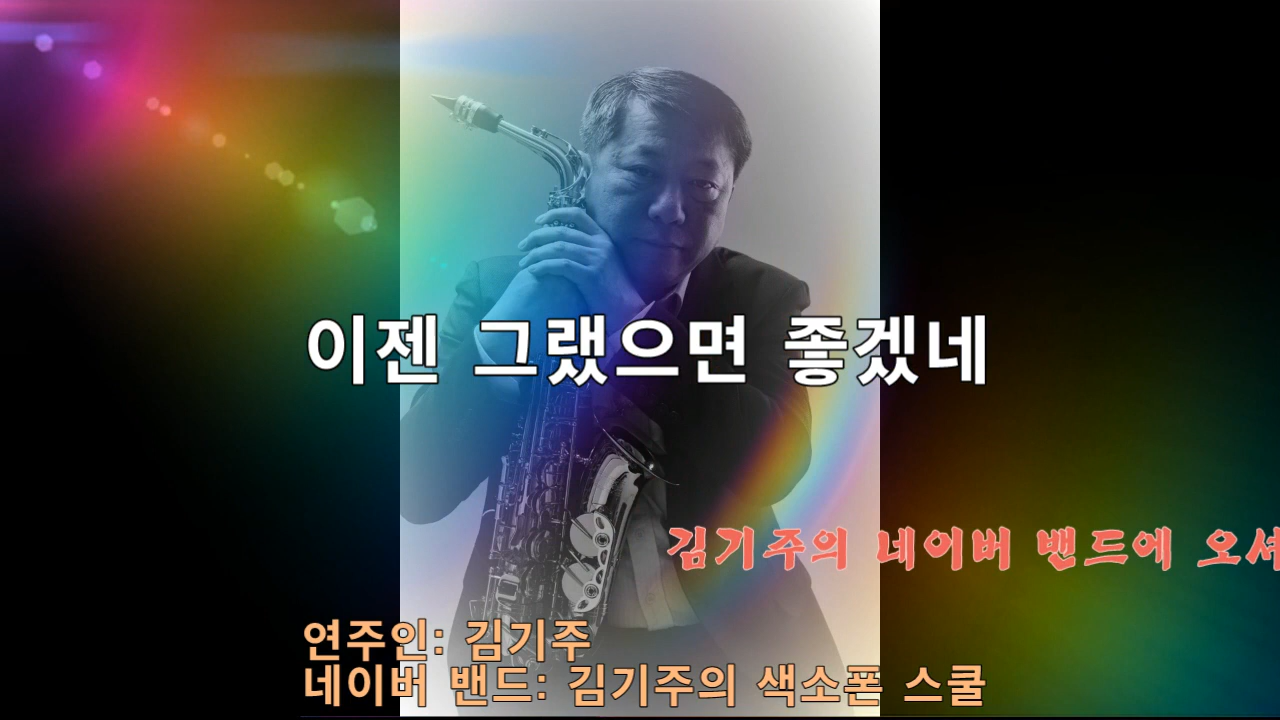 이젠 그랬으면 좋겠네
김기주의 네이버 밴드에 오셔
연주인: 김기주
네이버 밴드: 김기주의 색소폰 스쿨